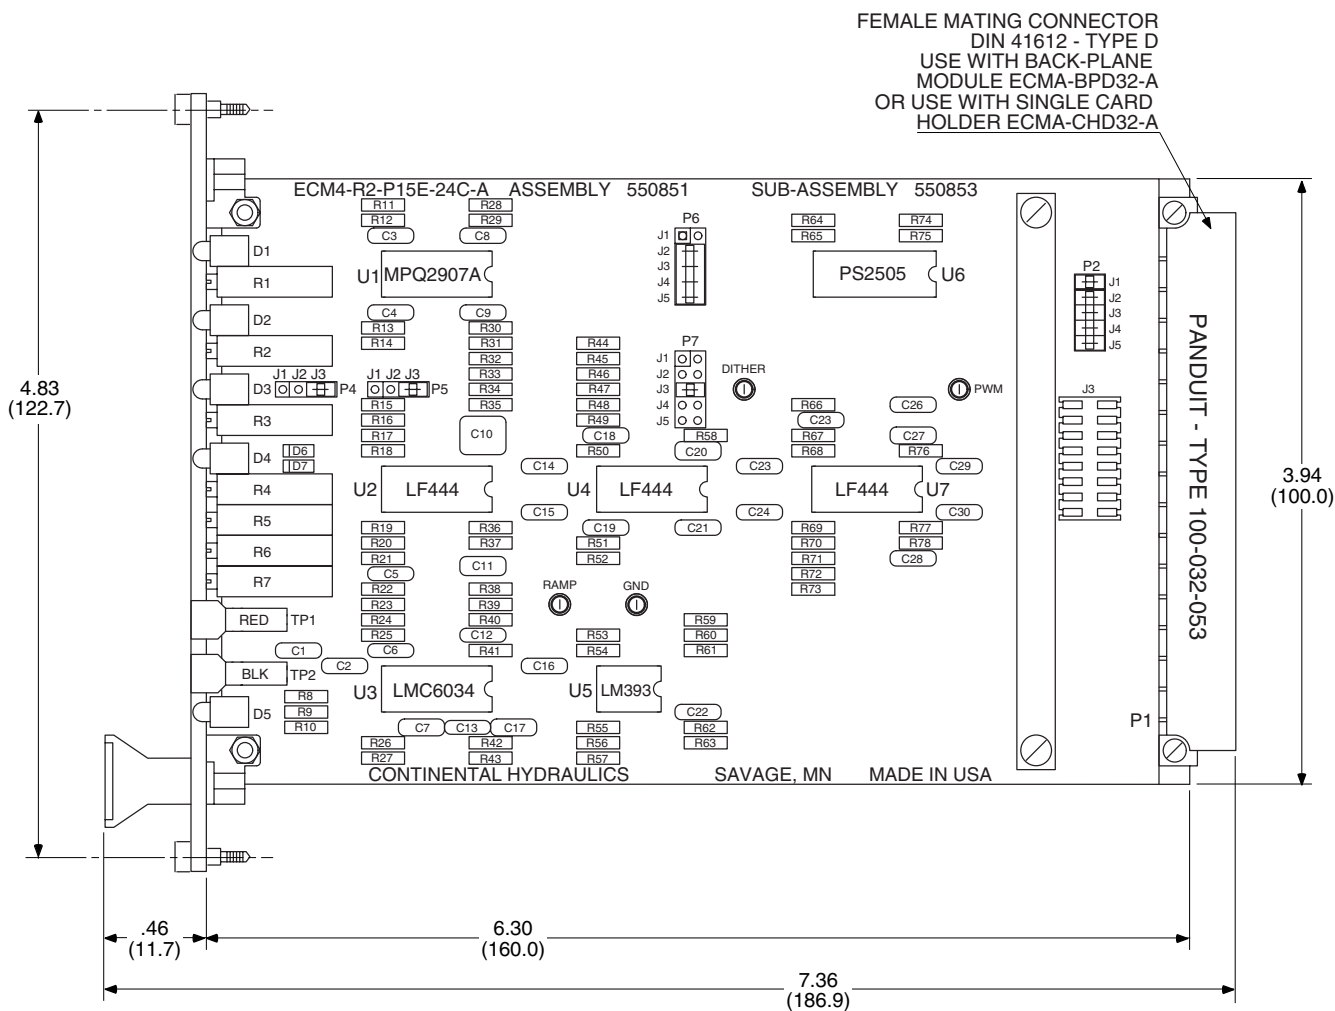 FEMALE MATING CONNECTOR
DIN 41612 - TYPE D
USE WITH BACK-PLANE
MODULE ECMA-BPD32-A
OR USE WITH SINGLE CARD
HOLDER ECMA-CHD32-A
ECM4-R2-P15E-24C-A ASSEMBLY 550851 SUB-ASSEMBLY 550853
R11 R28 R64 R74
R12 R29 P6
C3 C8 J1 R65 R75
D1 J2
U1 MPQ2907A J3 PS2505 U6 P2
R1 J4 J1
J5 J2
C4 C9 J3
D2 R13 R30 J4
R14 R31 R44 P7 J5
R2 R32 R45 J1
R33 R46 J2 DITHER
4.83
(122.7)
D3 J1 J2 J3 P4 J1 J2 J3 P5 R34 R47 J3 PWM J3
R15 R35 R48 J4 R66 C26
R3 R16 R49 J5 C23
R17 C10 C18 R58 R67 C27
D4 D6 R18 R50 C20 R68 R76
D7 C14 C23 C29
R4 U2 LF444 U4 LF444 LF444 U7
3.94
(100.0)
C15 C24 C30
R5 R19 R36 C19 C21 R69 R77
R20 R37 R51 R70 R78
R6 R21 C11 R52 R71 C28
C5 R72
R7 R22 R38 RAMP GND R73
R23 R39
RED TP1 R24 R40 R59
R25 C12 R53 R60
C1 C6 R41 R54 R61
C2 C16
BLK TP2
U3 LMC6034 U5 LM393
R8
D5 R9 C22
R10 C7 C13 C17 R55 R62 P1
R26 R42 R56 R63
R27 R43 R57
CONTINENTAL HYDRAULICS SAVAGE, MN MADE IN USA
PANDUIT - TYPE 100-032-053
.46
(11.7)
6.30
(160.0)
7.36
(186.9)